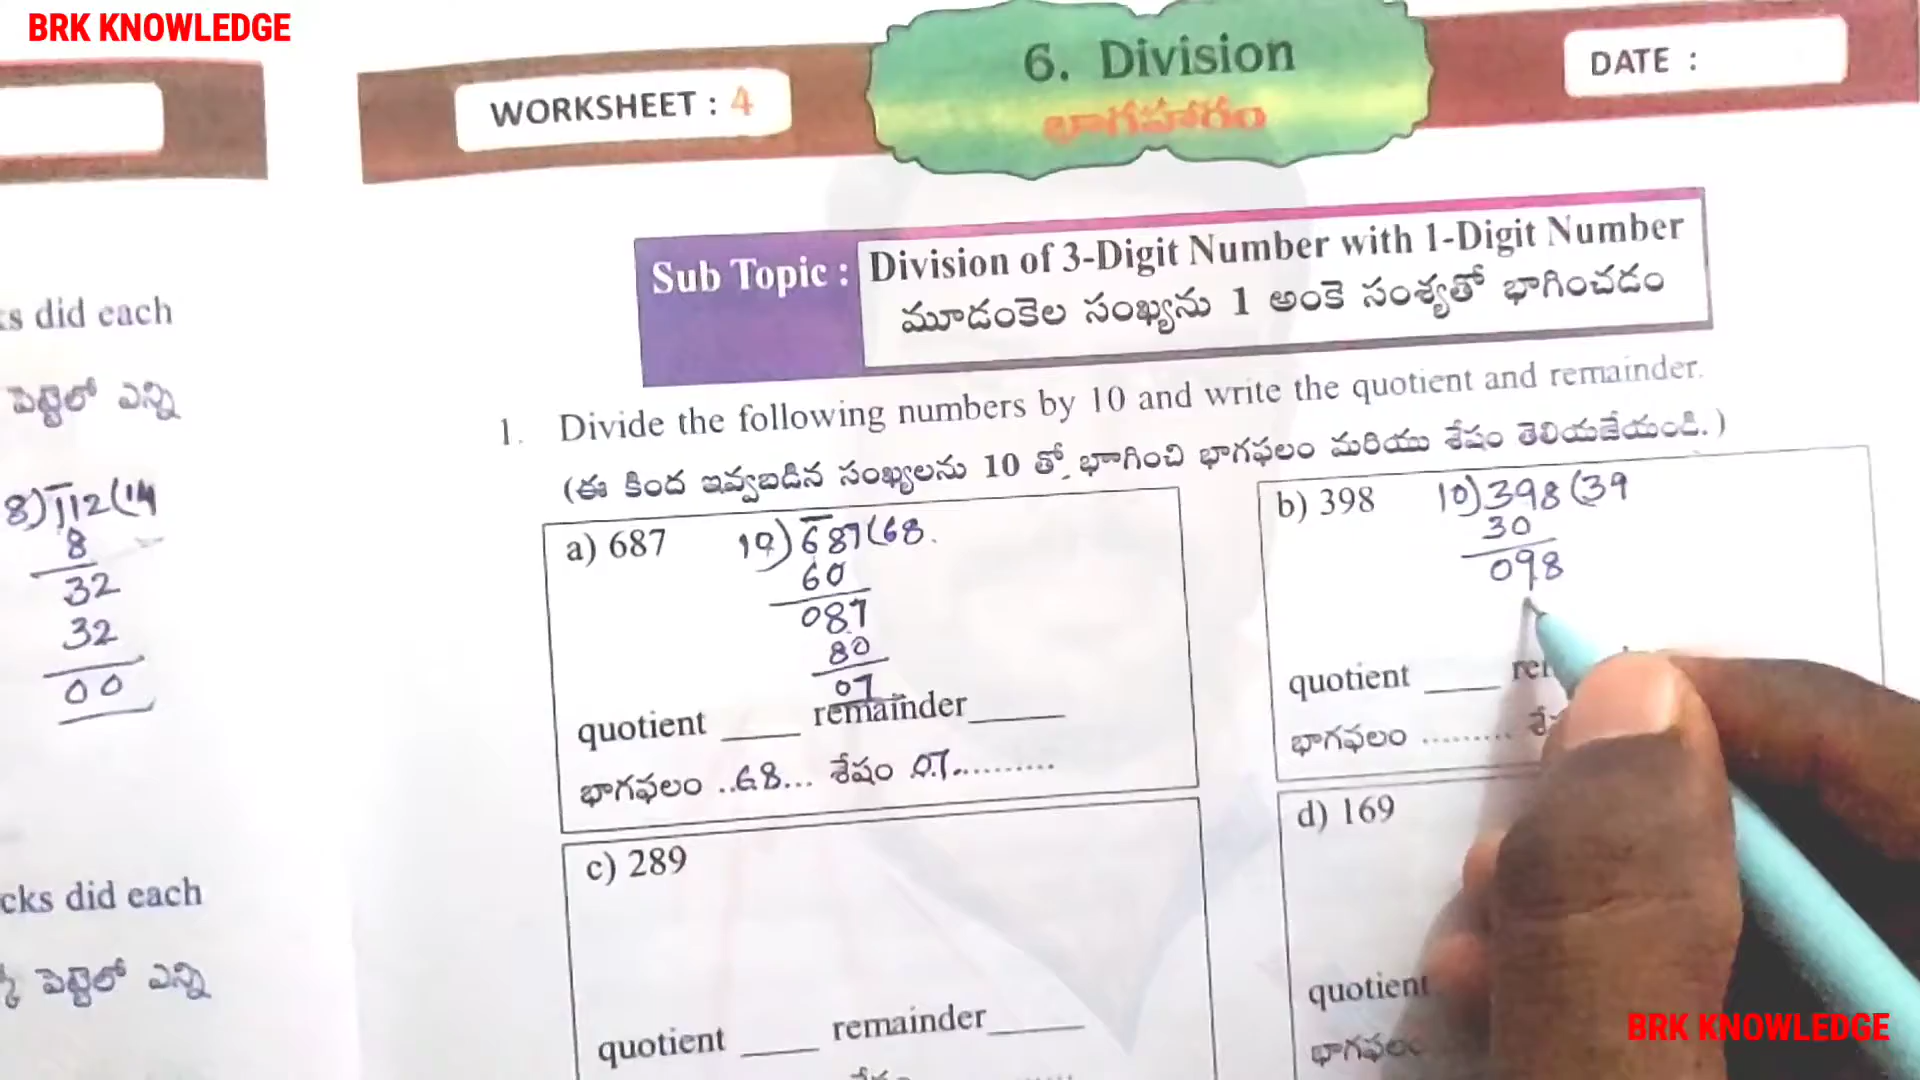 BRK KNOWLEDGE
WORKSHEET : 4
6. Division
భాగహారం
DATE :
Sub Topic :
Division of 3-Digit Number with 1-Digit Number
మూడంకెల సంఖ్యను 1 అంకె సంఖ్యతో భాగించడం
1. Divide the following numbers by 10 and write the quotient and remainder.
(ఈ కింద ఇవ్వబడిన సంఖ్యలను 10 తో భాగించి భాగఫలం మరియు శేషం తెలియజేయండి.)
did each
పెట్టెలో ఎన్ని
8)112(14
8
32
32
00
cks did each
పెట్టెలో ఎన్ని
a) 687 10)687(68
60
087
80
07
quotient ____ remainder______
భాగఫలం ..68... శేషం .07..........
b) 398 10)398(39
30
098
quotient ____
భాగఫలం .........
c) 289
quotient ____ remainder______
d) 169
quotient
BRK KNOWLEDGE